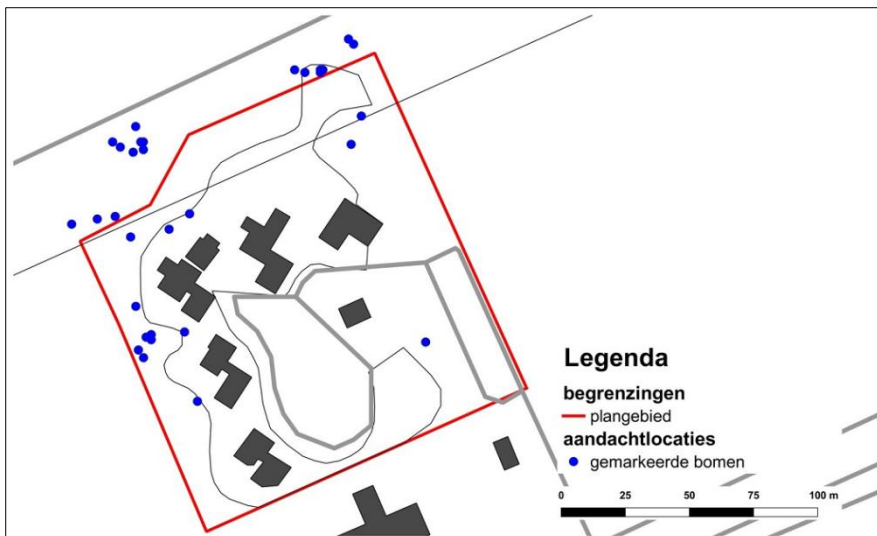 Legenda
begrenzingen
plangebied
aandachtlocaties
gemarkeerde bomen
0 25 50 75 100 m